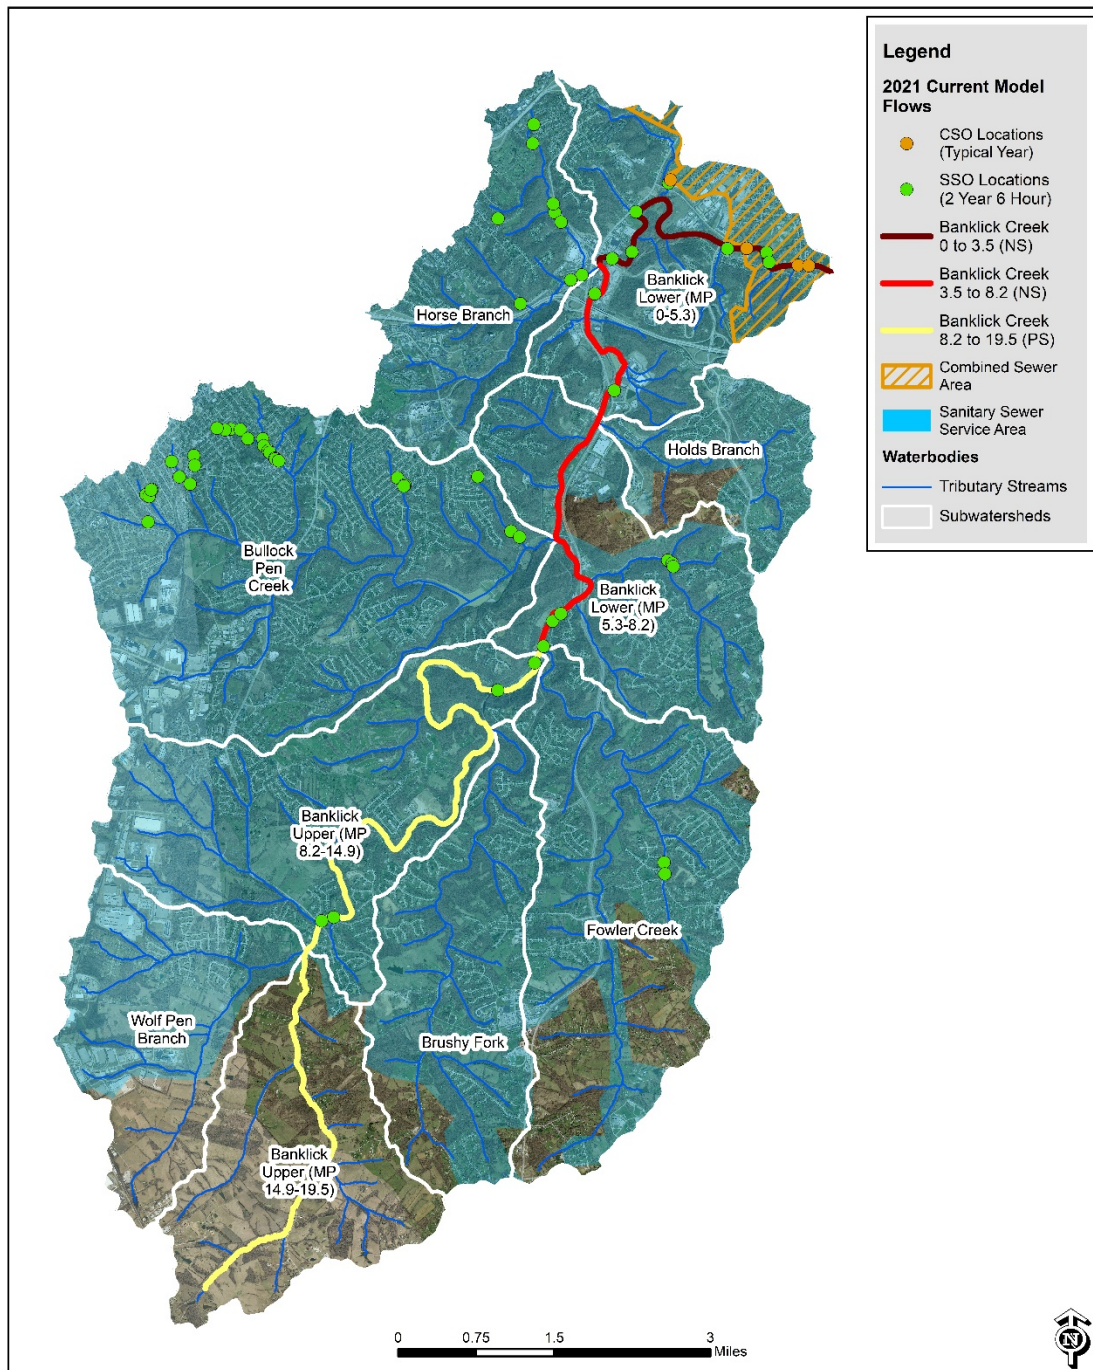 Legend
2021 Current Model
Flows
CSO Locations
(Typical Year)
SSO Locations
(2 Year 6 Hour)
Banklick Creek
0 to 3.5 (NS)
Banklick Creek
3.5 to 8.2 (NS)
Banklick Creek
8.2 to 19.5 (PS)
Combined Sewer
Area
Sanitary Sewer
Service Area
Waterbodies
Tributary Streams
Subwatersheds
Banklick
Lower (MP
0-5.3)
Horse Branch
Holds Branch
Bullock
Pen
Creek
Banklick
Lower (MP
5.3-8.2)
Banklick
Upper (MP
8.2-14.9)
Fowler Creek
Wolf Pen
Branch
Brushy Fork
Banklick
Upper (MP
14.9-19.5)
0 0.75 1.5 3
Miles
N